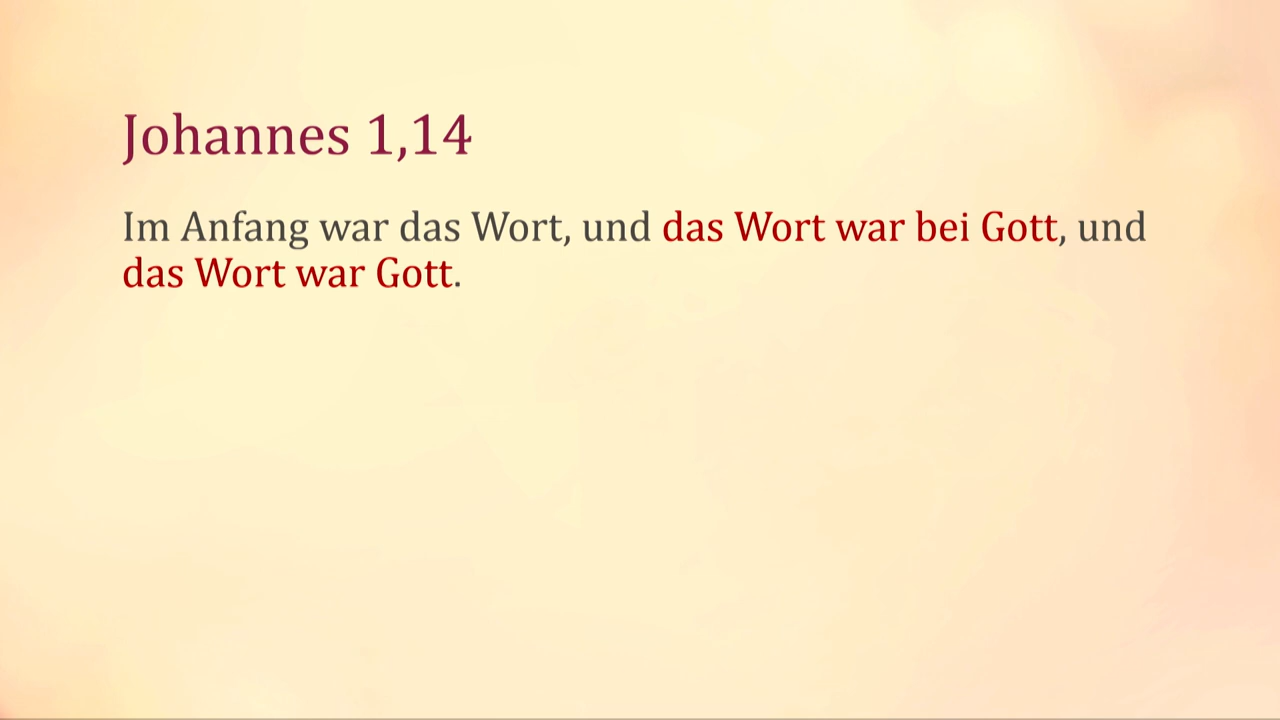 Johannes 1,14
Im Anfang war das Wort, und das Wort war bei Gott, und
das Wort war Gott.